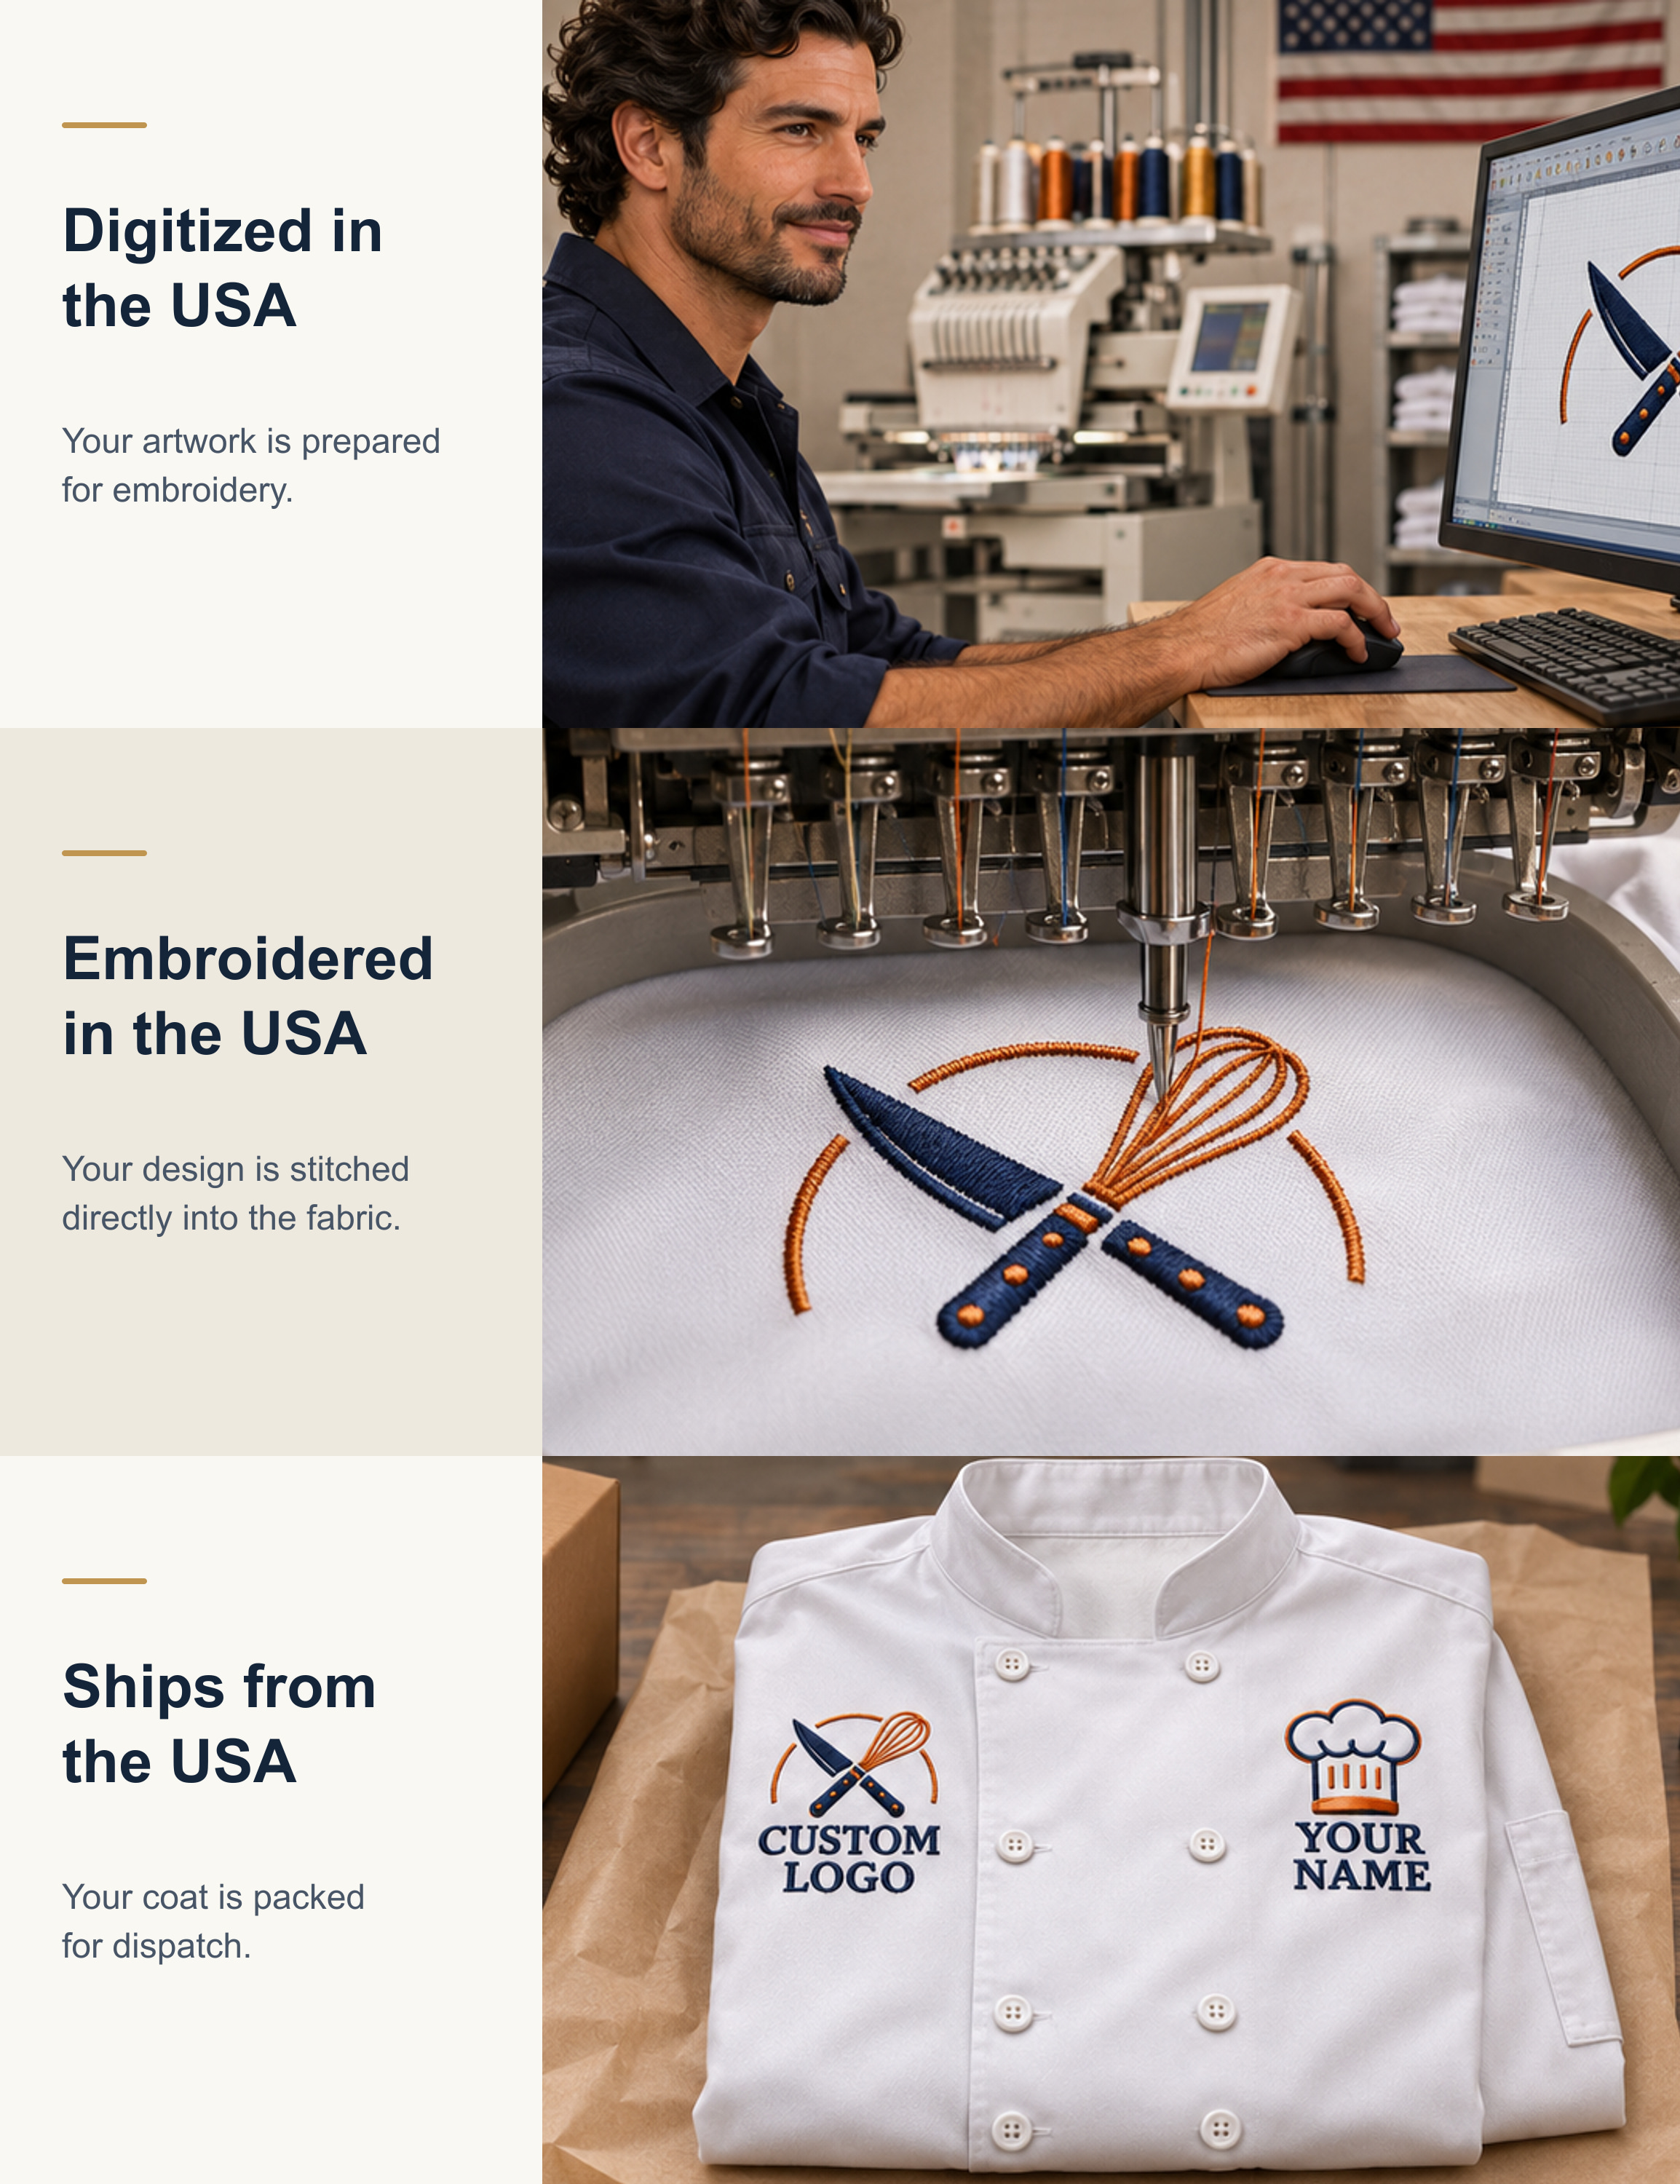 Digitized in
the USA
Your artwork is prepared
for embroidery.
Embroidered
in the USA
Your design is stitched
directly into the fabric.
Ships from
the USA
Your coat is packed
for dispatch.
CUSTOM
LOGO
YOUR
NAME